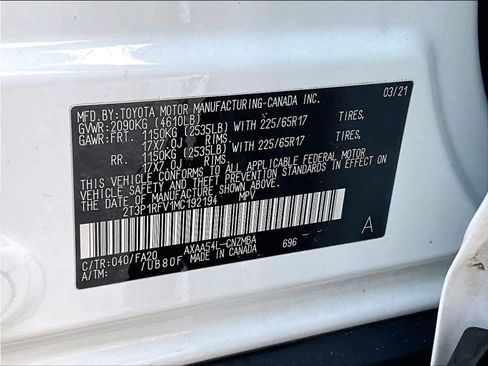 MFD. BY: TOYOTA MOTOR MANUFACTURING-CANADA INC. 03/21
GVWR: 2090KG (4610LB)
GAWR: FRT. 1150KG (2535LB) WITH 225/65R17 TIRES,
17X7.0J RIMS
RR. 1150KG (2535LB) WITH 225/65R17 TIRES,
17X7.0J RIMS
THIS VEHICLE CONFORMS TO ALL APPLICABLE FEDERAL MOTOR
VEHICLE SAFETY AND THEFT PREVENTION STANDARDS IN EFFECT
ON THE DATE OF MANUFACTURE SHOWN ABOVE.
2T3P1RFV1MC192194 MPV
A
C/TR: 040/FA20 AXAA54L-CNZMBA 696
A/TM: /UB80F MADE IN CANADA